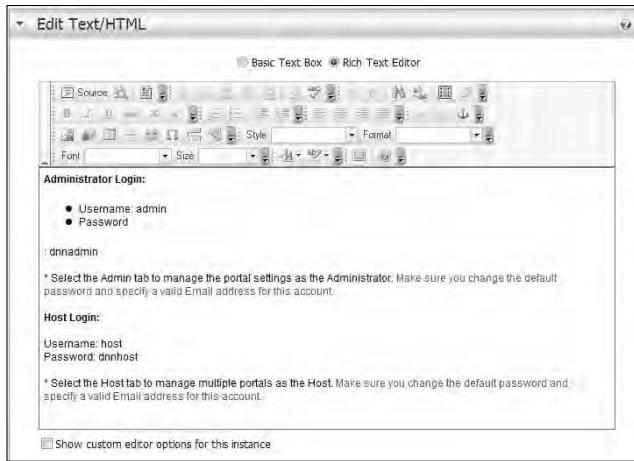 Edit Text/HTML
Basic Text Box Rich Text Editor
Source
Style Format
Font Size
Administrator Login:
Username: admin
Password
: dnnadmin
* Select the Admin tab to manage the portal settings as the Administrator. Make sure you change the default
password and specify a valid Email address for this account.
Host Login:
Username: host
Password: dnnhost
* Select the Host tab to manage multiple portals as the Host. Make sure you change the default password and
specify a valid Email address for this account.
Show custom editor options for this instance